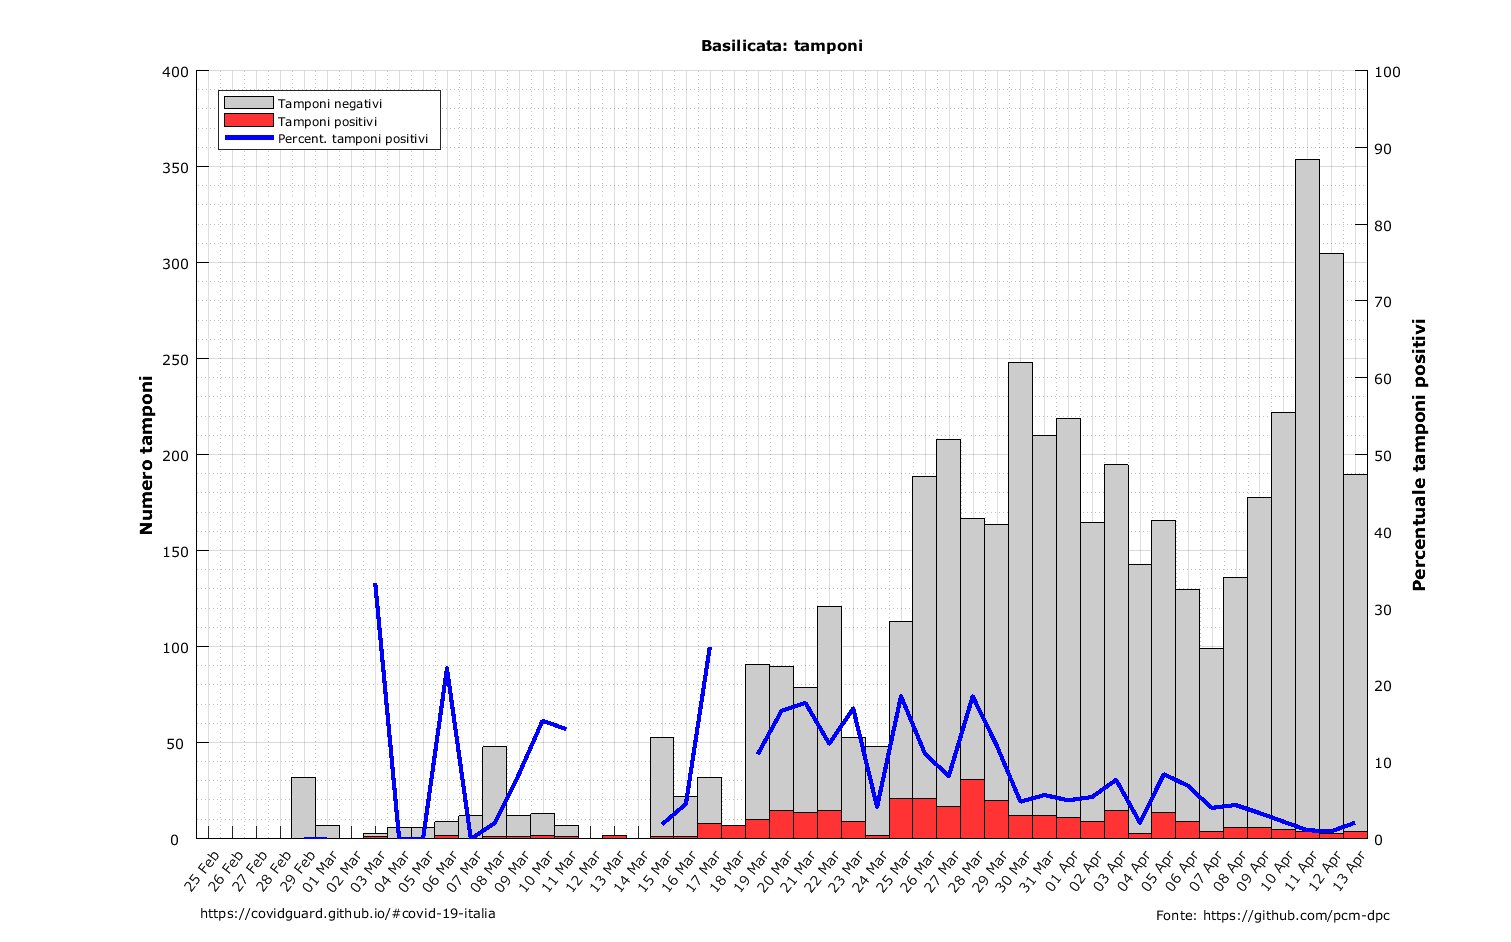 Basilicata: tamponi
Tamponi negativi
Tamponi positivi
Percent. tamponi positivi
Numero tamponi
400
350
300
250
200
150
100
50
0
Percentuale tamponi positivi
100
90
80
70
60
50
40
30
20
10
0
25 Feb
26 Feb
27 Feb
28 Feb
29 Feb
01 Mar
02 Mar
03 Mar
04 Mar
05 Mar
06 Mar
07 Mar
08 Mar
09 Mar
10 Mar
11 Mar
12 Mar
13 Mar
14 Mar
15 Mar
16 Mar
17 Mar
18 Mar
19 Mar
20 Mar
21 Mar
22 Mar
23 Mar
24 Mar
25 Mar
26 Mar
27 Mar
28 Mar
29 Mar
30 Mar
31 Mar
01 Apr
02 Apr
03 Apr
04 Apr
05 Apr
06 Apr
07 Apr
08 Apr
09 Apr
10 Apr
11 Apr
12 Apr
13 Apr
https://covidguard.github.io/#covid-19-italia
Fonte: https://github.com/pcm-dpc